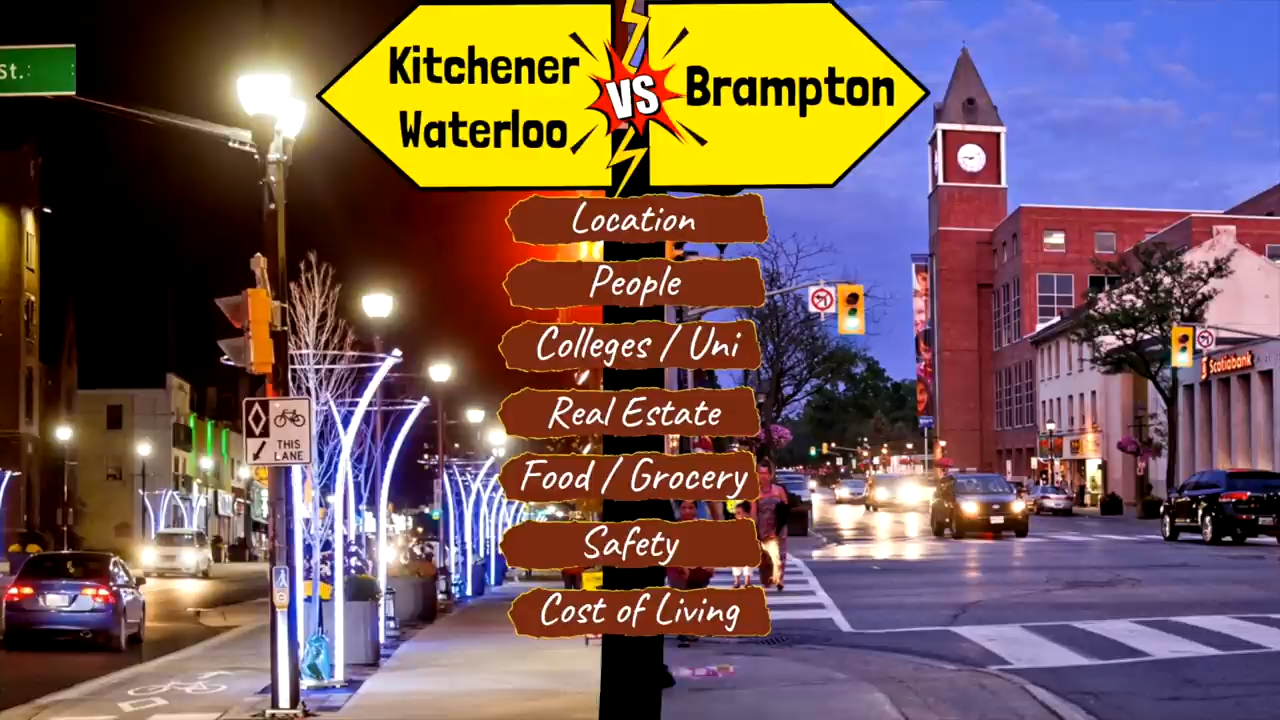 St.
Kitchener
Waterloo
VS
Brampton
Location
People
Colleges / Uni
Real Estate
Food / Grocery
Safety
Cost of Living
THIS
LANE
Scotiabank